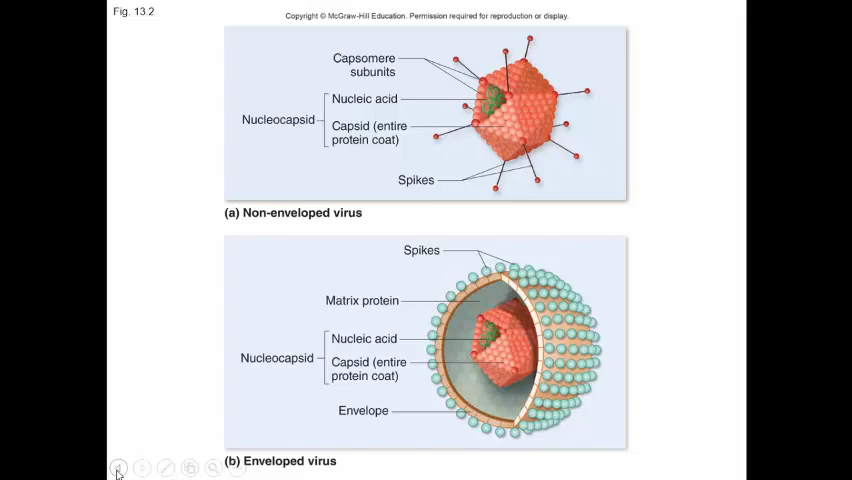 Fig. 13.2
Copyright © McGraw-Hill Education. Permission required for reproduction or display.
Capsomere
subunits
Nucleic acid
Nucleocapsid
Capsid (entire
protein coat)
Spikes
(a) Non-enveloped virus
Spikes
Matrix protein
Nucleic acid
Nucleocapsid
Capsid (entire
protein coat)
Envelope
(b) Enveloped virus